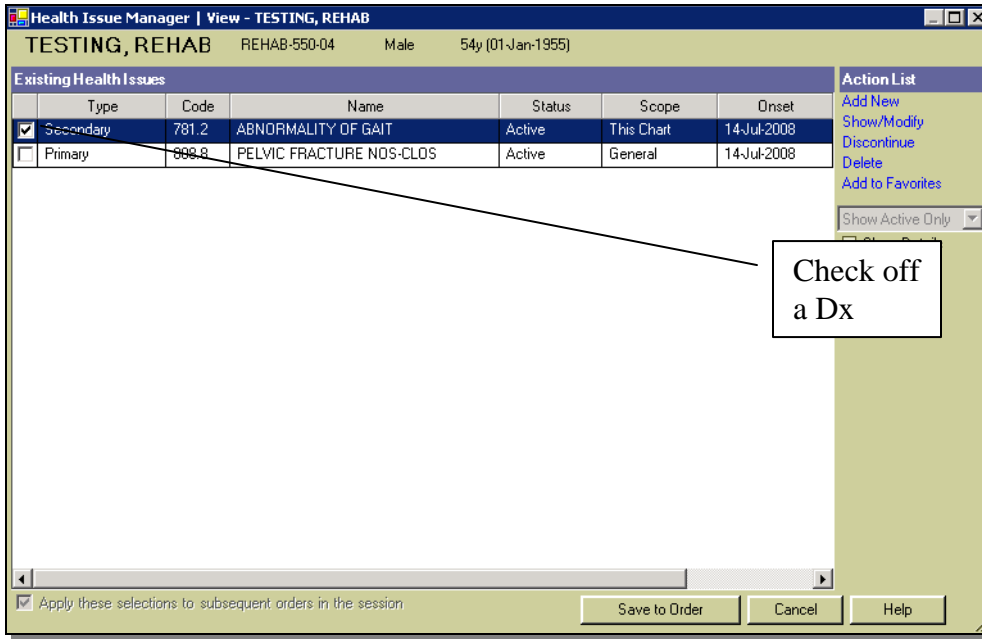 Health Issue Manager | View - TESTING, REHAB
TESTING, REHAB REHAB-550-04 Male 54y (01-Jan-1955)
Existing Health Issues Action List
Type Code Name Status Scope Onset
Secondary 781.2 ABNORMALITY OF GAIT Active This Chart 14-Jul-2008
Primary 808.8 PELVIC FRACTURE NOS-CLOS Active General 14-Jul-2008
Add New
Show/Modify
Discontinue
Delete
Add to Favorites
Show Active Only
Check off
a Dx
Apply these selections to subsequent orders in the session
Save to Order Cancel Help